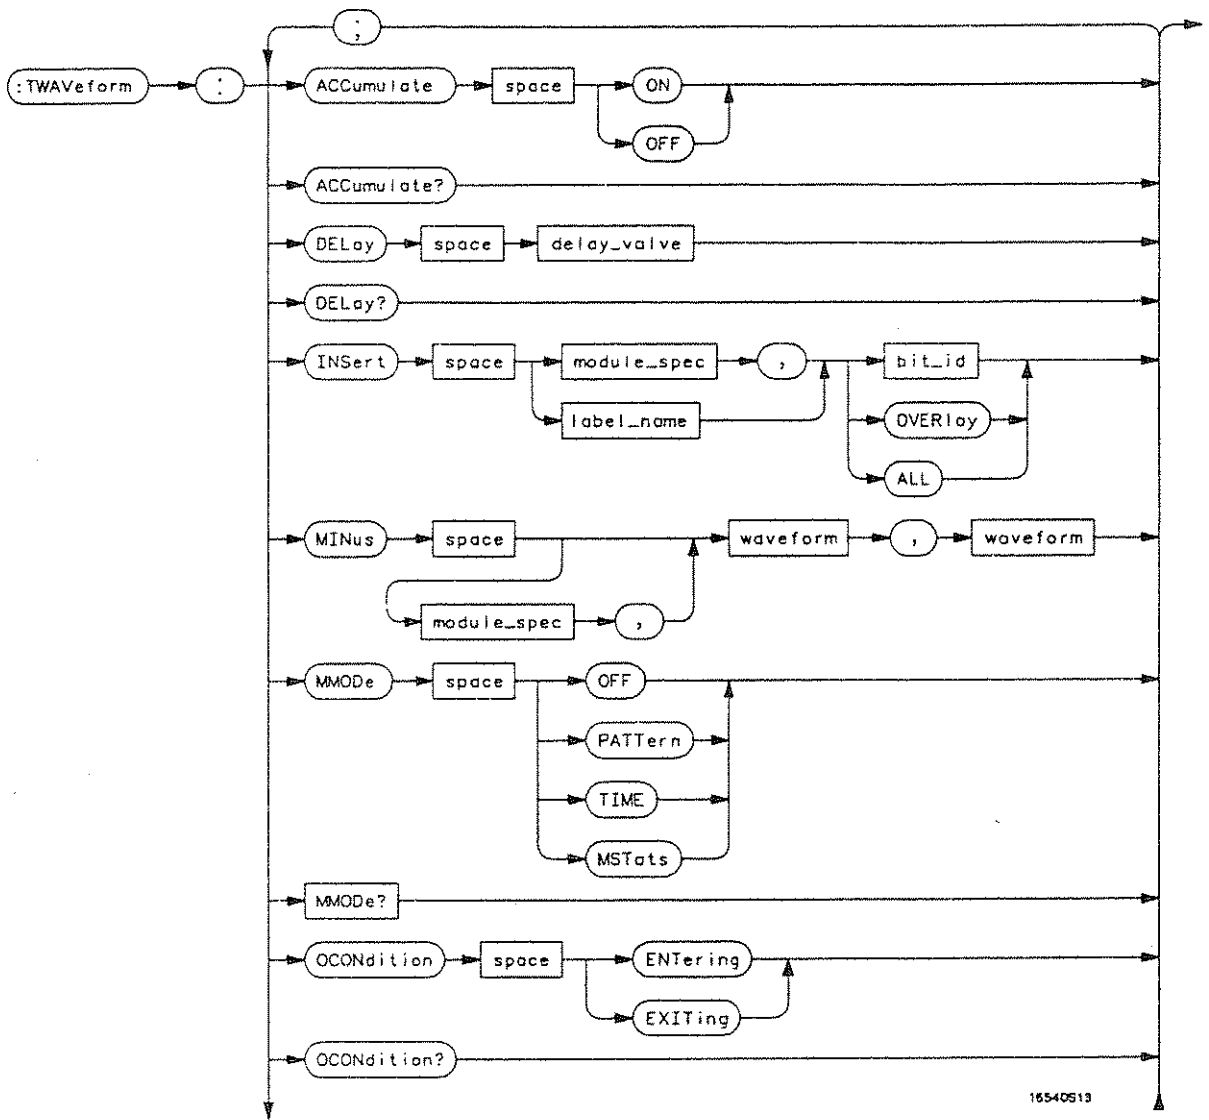 ;
:TWAVeform : ACCumulate space ON
OFF
ACCumulate?
DELay space delay_valve
DELay?
INSert space module_spec , bit_id
label_name OVERlay
ALL
MINus space waveform , waveform
module_spec ,
MMODe space OFF
PATTern
TIME
MSTats
MMODe?
OCONdition space ENTering
EXITing
OCONdition?
16540S13